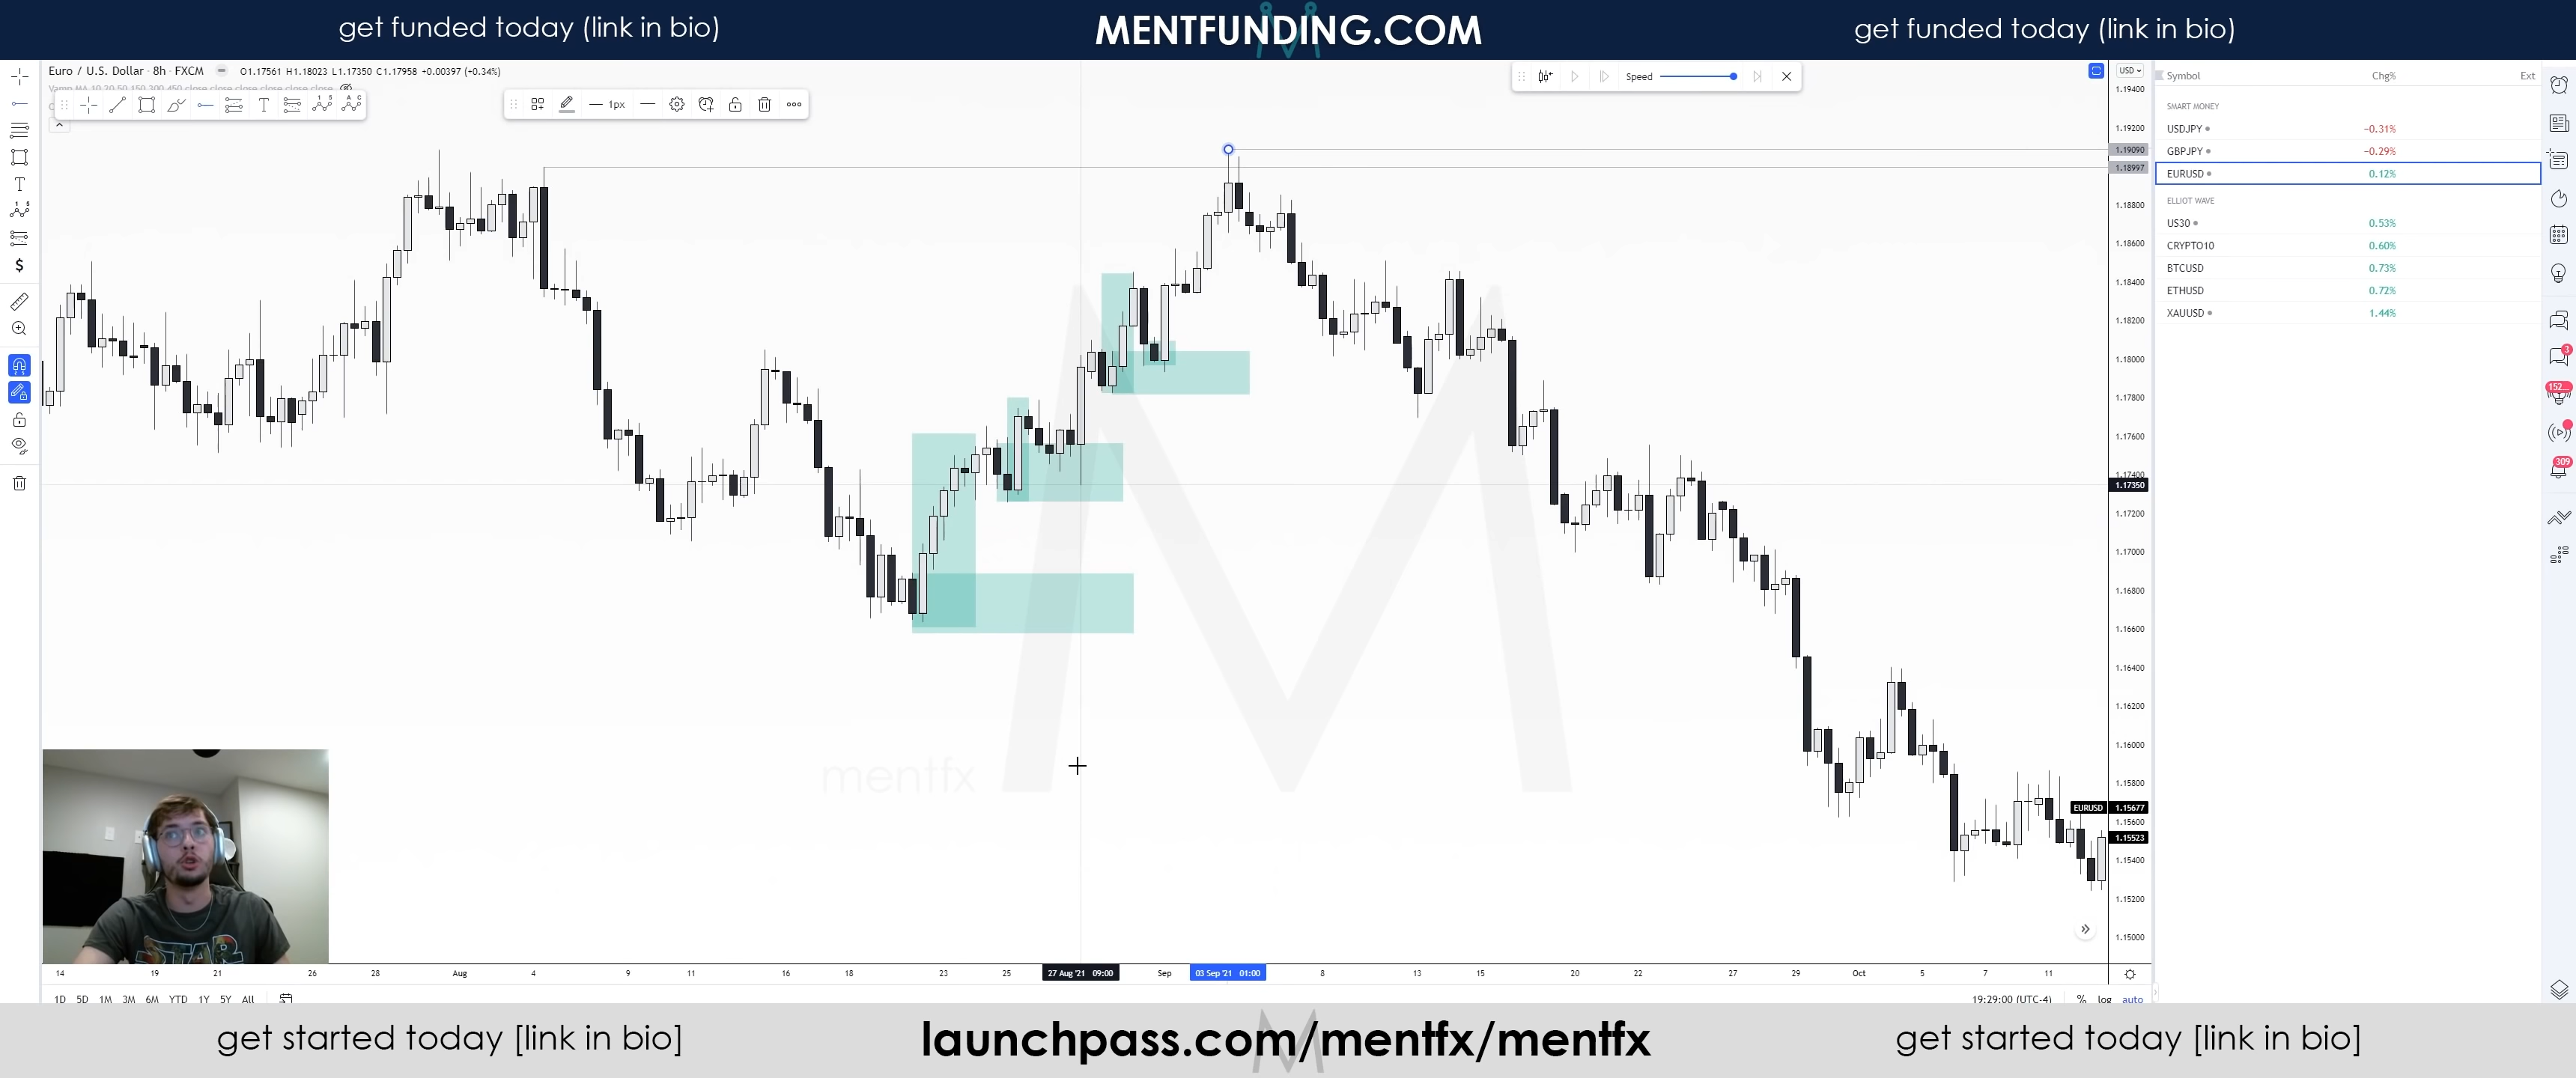 get funded today (link in bio)
MENTFUNDING.COM
get funded today (link in bio)
Euro / U.S. Dollar · 8h · FXCM
O1.17561 H1.18023 L1.17350 C1.17958 +0.00397 (+0.34%)
1px
Speed
USD
1.19400
1.19200
1.19090
1.18997
1.18800
1.18600
1.18400
1.18200
1.18000
1.17800
1.17600
1.17400
1.17350
1.17200
1.17000
1.16800
1.16600
1.16400
1.16200
1.16000
1.15800
EURUSD 1.15677
1.15600
1.15523
1.15400
1.15200
1.15000
Symbol Chg% Ext
SMART MONEY
USDJPY −0.31%
GBPJPY −0.29%
EURUSD 0.12%
ELLIOT WAVE
US30 0.53%
CRYPTO10 0.60%
BTCUSD 0.73%
ETHUSD 0.72%
XAUUSD 1.44%
3
152...
309
mentfx
STAR
14 19 21 26 28 Aug 4 9 11 16 18 23 25 27 Aug '21 09:00 Sep 03 Sep '21 01:00 8 13 15 20 22 27 29 Oct 5 7 11
1D 5D 1M 3M 6M YTD 1Y 5Y All
19:29:00 (UTC-4) % log auto
get started today [link in bio]
launchpass.com/mentfx/mentfx
get started today [link in bio]